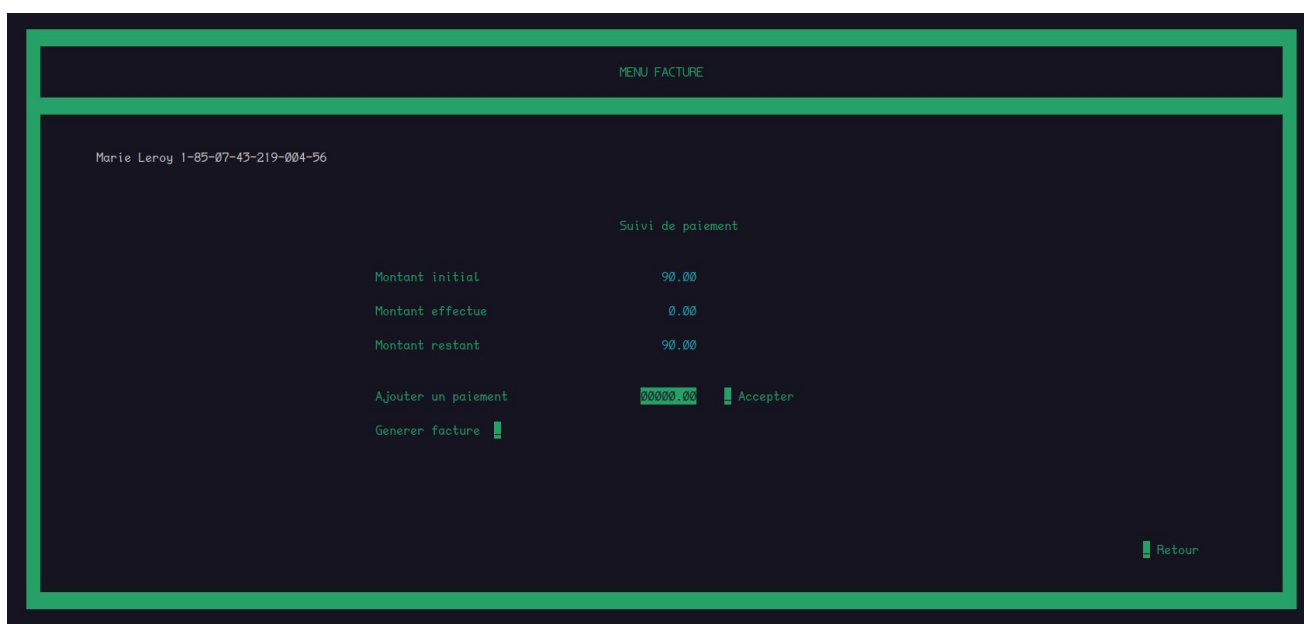 MENU FACTURE
Marie Leroy 1-85-07-43-219-004-56
Suivi de paiement
Montant initial 90.00
Montant effectue 0.00
Montant restant 90.00
Ajouter un paiement 00000.00 _ Accepter
Generer facture _
_ Retour